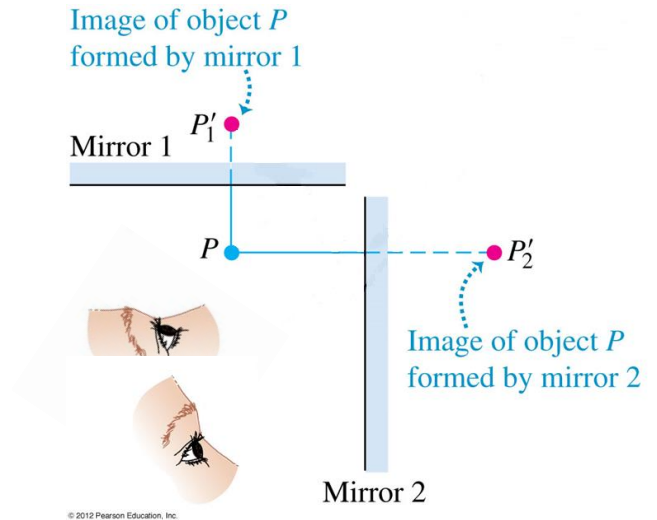 Image of object P
formed by mirror 1
P′1
Mirror 1
P
P′2
Image of object P
formed by mirror 2
Mirror 2
© 2012 Pearson Education, Inc.